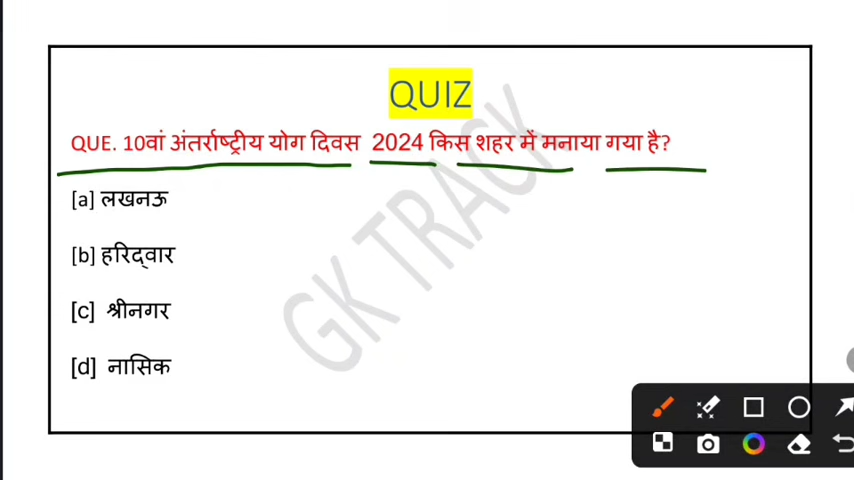 QUIZ
QUE. 10वां अंतर्राष्ट्रीय योग दिवस 2024 किस शहर में मनाया गया है?
[a] लखनऊ
[b] हरिद्वार
[c] श्रीनगर
[d] नासिक
GK TRACK